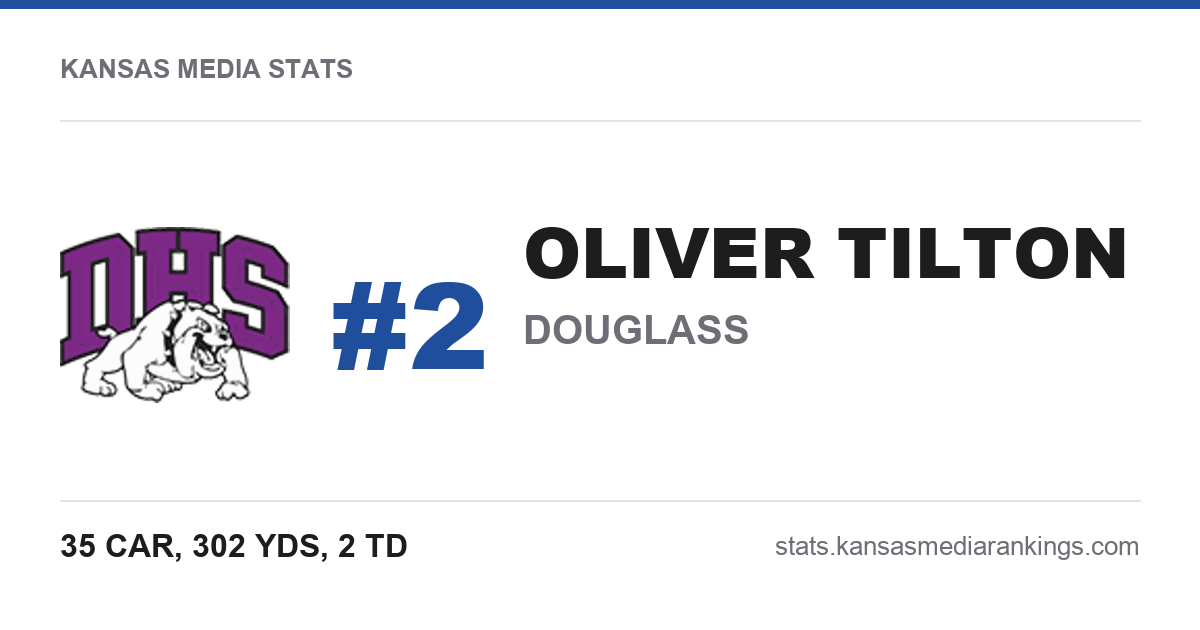 KANSAS MEDIA STATS
DHS
#2
OLIVER TILTON
DOUGLASS
35 CAR, 302 YDS, 2 TD
stats.kansasmediarankings.com